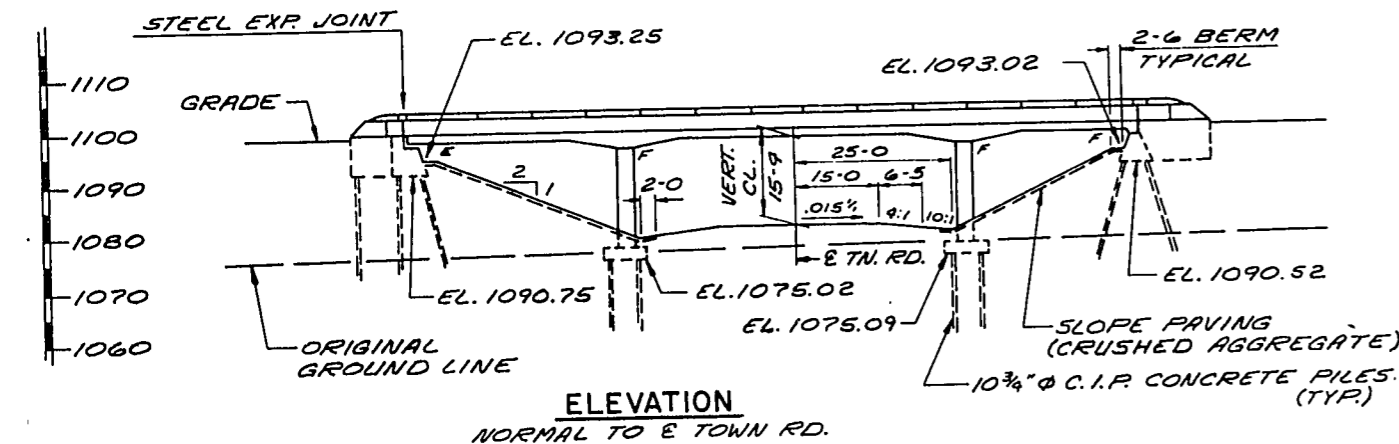 STEEL EXP. JOINT
EL. 1093.25
2-6 BERM
TYPICAL
EL. 1093.02
1110
GRADE
1100
E
F
F
F
25-0
VERT.
CL.
15-4
15-0
6-5
1090
2
1
2-0
.015%
4:1
10:1
1080
℄ TN. RD.
EL. 1090.52
1070
EL. 1090.75
EL. 1075.02
EL. 1075.09
SLOPE PAVING
(CRUSHED AGGREGATE)
1060
ORIGINAL
GROUND LINE
10 3/4" Φ C.I.P. CONCRETE PILES.
(TYP.)
ELEVATION
NORMAL TO ℄ TOWN RD.